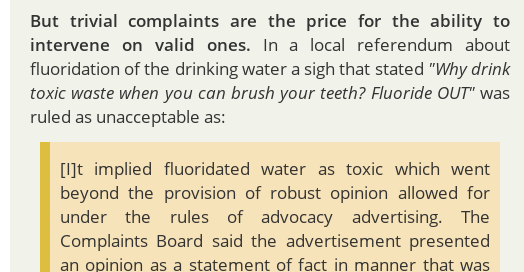 But trivial complaints are the price for the ability to
intervene on valid ones. In a local referendum about
fluoridation of the drinking water a sigh that stated "Why drink
toxic waste when you can brush your teeth? Fluoride OUT" was
ruled as unacceptable as:
[I]t implied fluoridated water as toxic which went
beyond the provision of robust opinion allowed for
under the rules of advocacy advertising. The
Complaints Board said the advertisement presented
an opinion as a statement of fact in manner that was